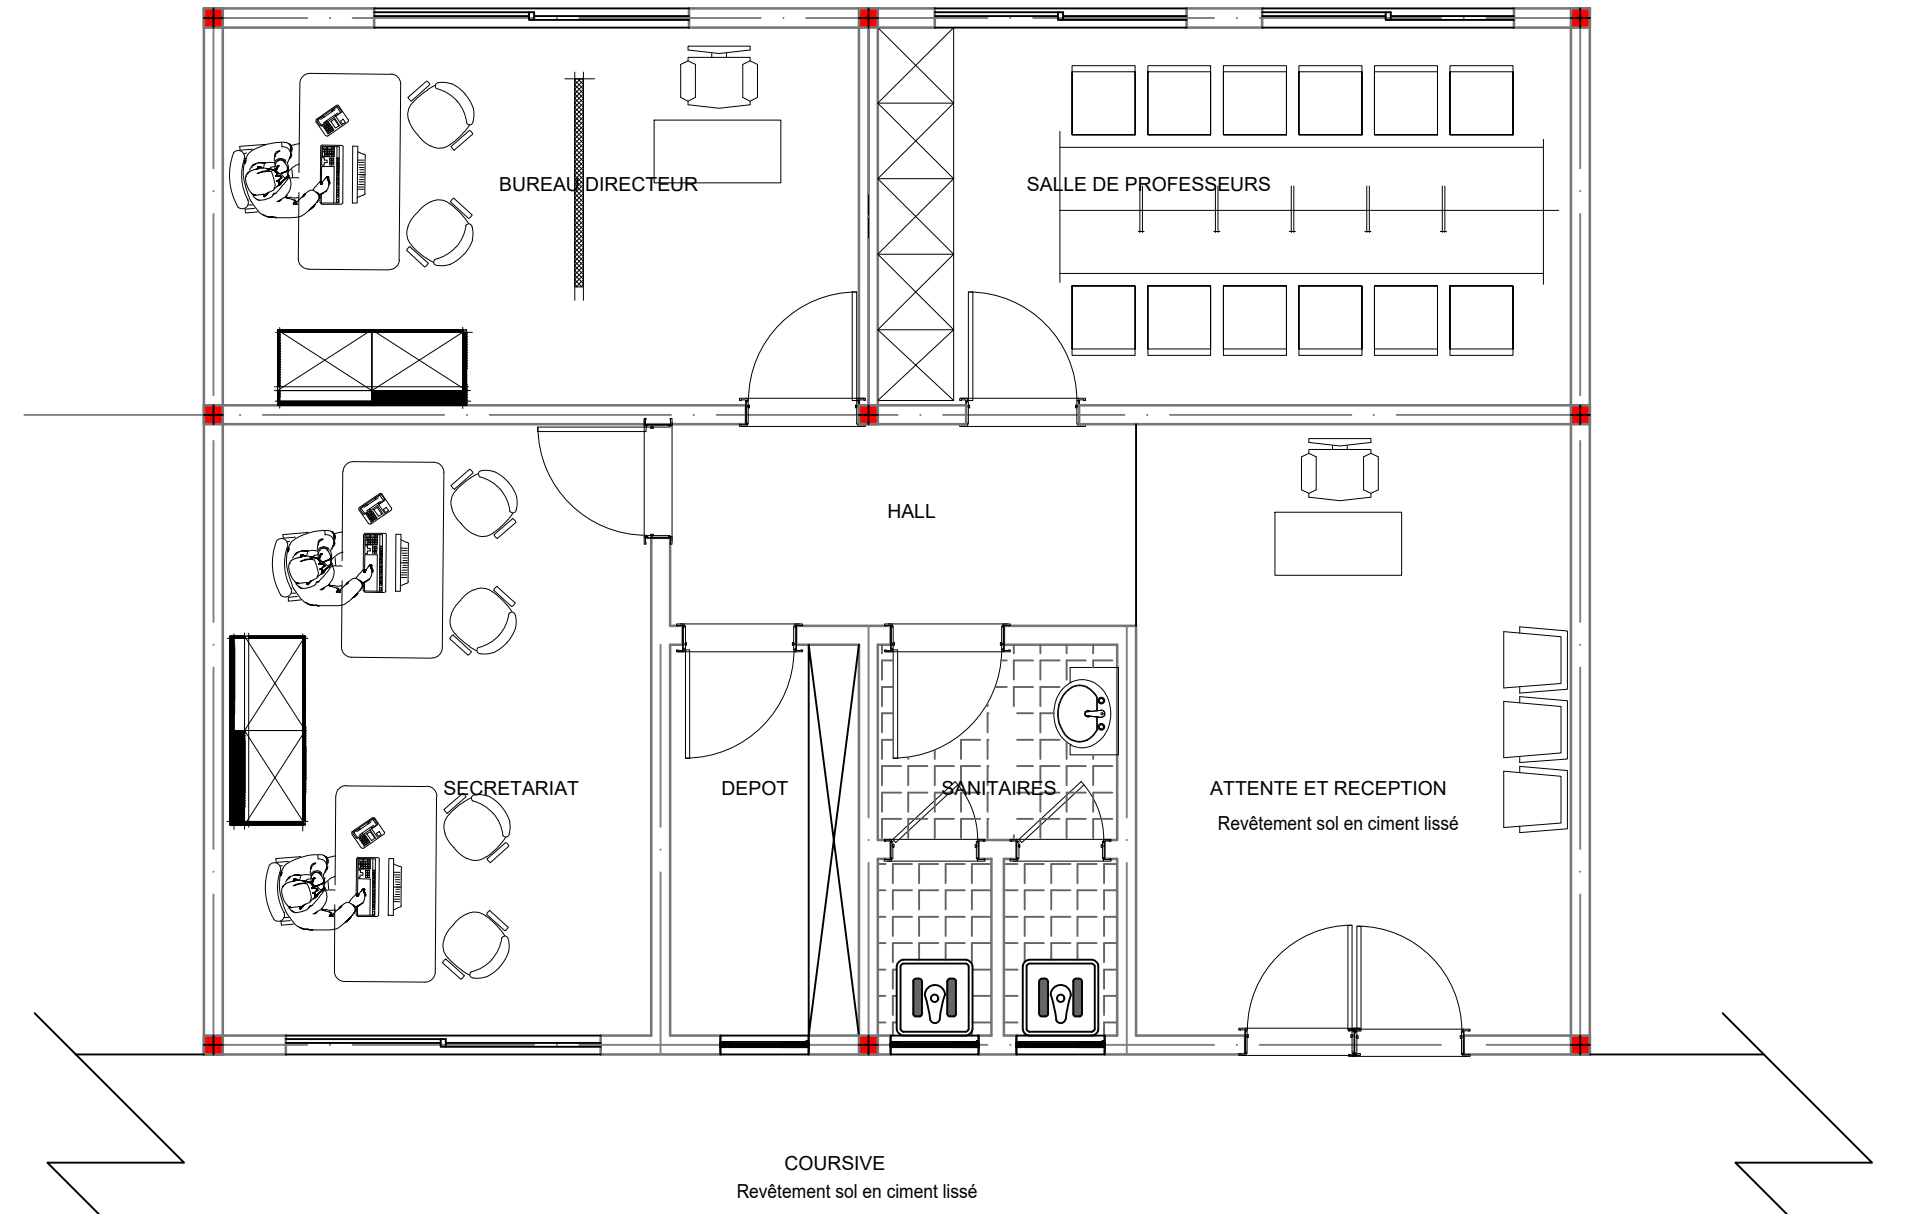 BUREAU DIRECTEUR
SALLE DE PROFESSEURS
HALL
SECRETARIAT
DEPOT
SANITAIRES
ATTENTE ET RECEPTION
Revêtement sol en ciment lissé
COURSIVE
Revêtement sol en ciment lissé